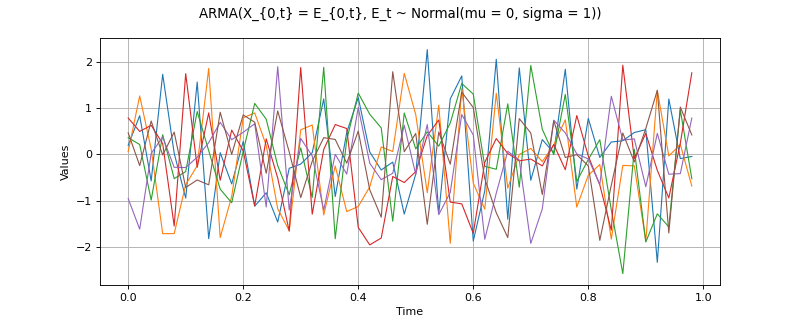 ARMA(X_{0,t} = E_{0,t}, E_t ~ Normal(mu = 0, sigma = 1))
2
1
0
−1
−2
Values
0.0 0.2 0.4 0.6 0.8 1.0
Time